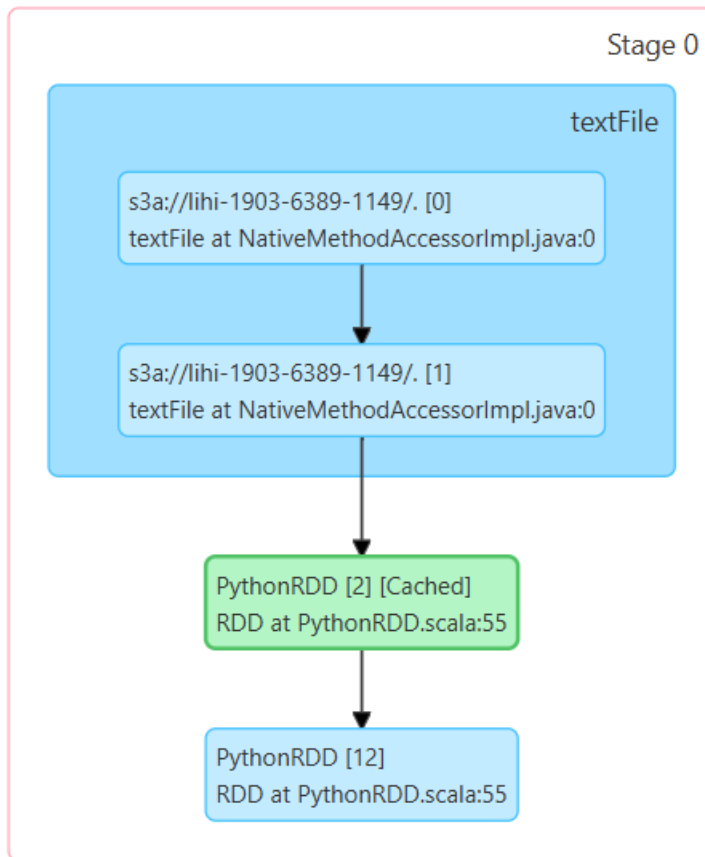 Stage 0
textFile
s3a://lihi-1903-6389-1149/. [0]
textFile at NativeMethodAccessorImpl.java:0
s3a://lihi-1903-6389-1149/. [1]
textFile at NativeMethodAccessorImpl.java:0
PythonRDD [2] [Cached]
RDD at PythonRDD.scala:55
PythonRDD [12]
RDD at PythonRDD.scala:55